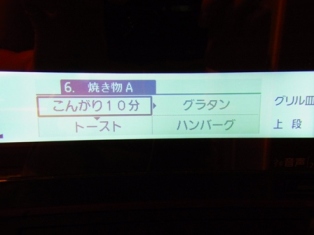 6. 焼き物A
こんがり10分 グラタン グリル皿
トースト ハンバーグ 上段